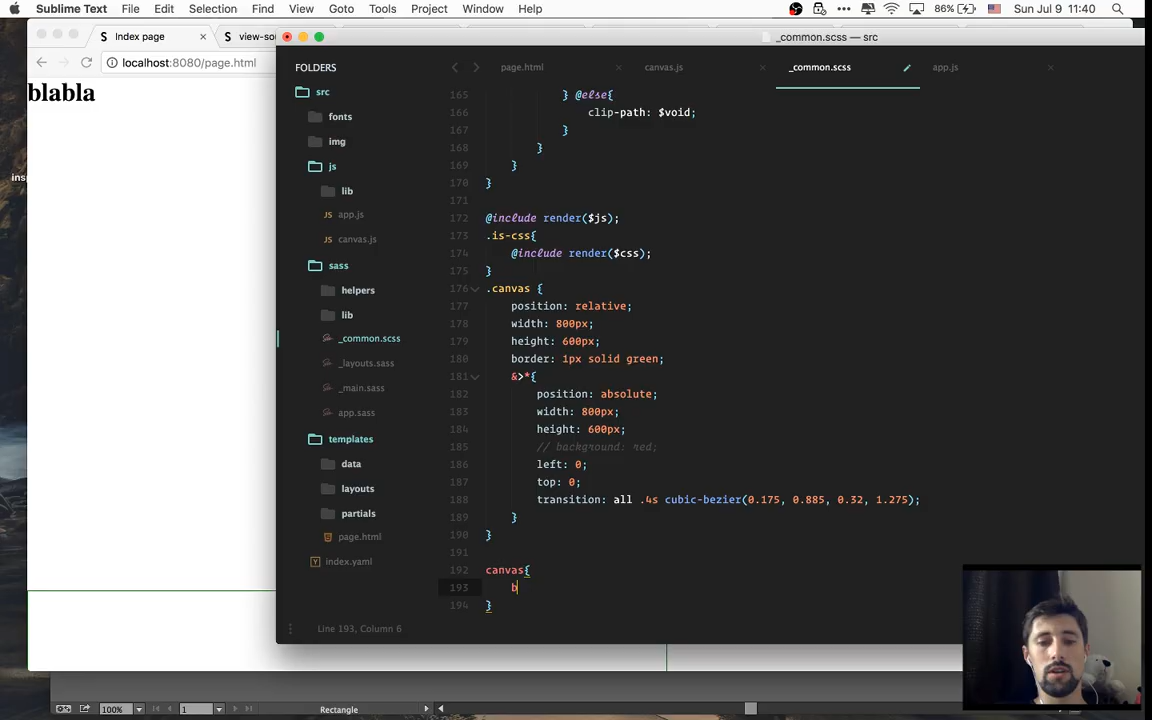 Sublime Text File Edit Selection Find View Goto Tools Project Window Help 86% Sun Jul 9 11:40
Index page × view-so
_common.scss — src
localhost:8080/page.html
blabla
ins
FOLDERS
src
fonts
img
js
lib
app.js
canvas.js
sass
helpers
lib
_common.scss
_layouts.sass
_main.sass
app.sass
templates
data
layouts
partials
page.html
index.yaml
page.html × canvas.js × _common.scss app.js ×
165 } @else{
166 clip-path: $void;
167 }
168 }
169 }
170 }
171
172 @include render($js);
173 .is-css{
174 @include render($css);
175 }
176 .canvas {
177 position: relative;
178 width: 800px;
179 height: 600px;
180 border: 1px solid green;
181 &>*{
182 position: absolute;
183 width: 800px;
184 height: 600px;
185 // background: red;
186 left: 0;
187 top: 0;
188 transition: all .4s cubic-bezier(0.175, 0.885, 0.32, 1.275);
189 }
190 }
191
192 canvas{
193 b
194 }
Line 193, Column 6
100% 1 Rectangle